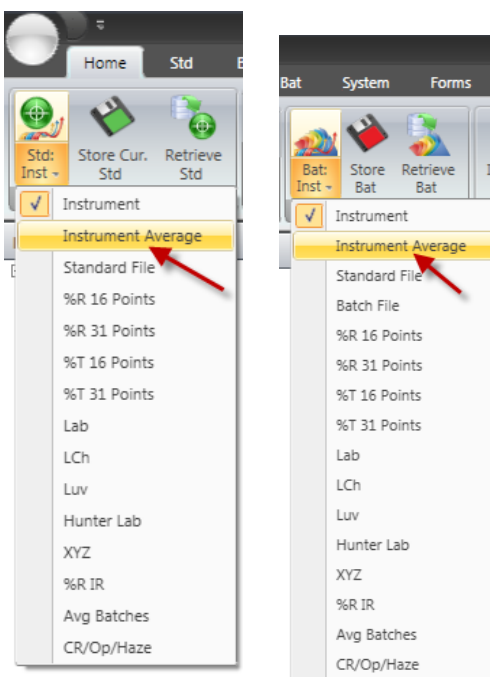 Home Std
Std:
Inst
Store Cur.
Std
Retrieve
Std
Instrument
Instrument Average
Standard File
%R 16 Points
%R 31 Points
%T 16 Points
%T 31 Points
Lab
LCh
Luv
Hunter Lab
XYZ
%R IR
Avg Batches
CR/Op/Haze
Bat System Forms
Bat:
Inst
Store
Bat
Retrieve
Bat
Instrument
Instrument Average
Standard File
Batch File
%R 16 Points
%R 31 Points
%T 16 Points
%T 31 Points
Lab
LCh
Luv
Hunter Lab
XYZ
%R IR
Avg Batches
CR/Op/Haze